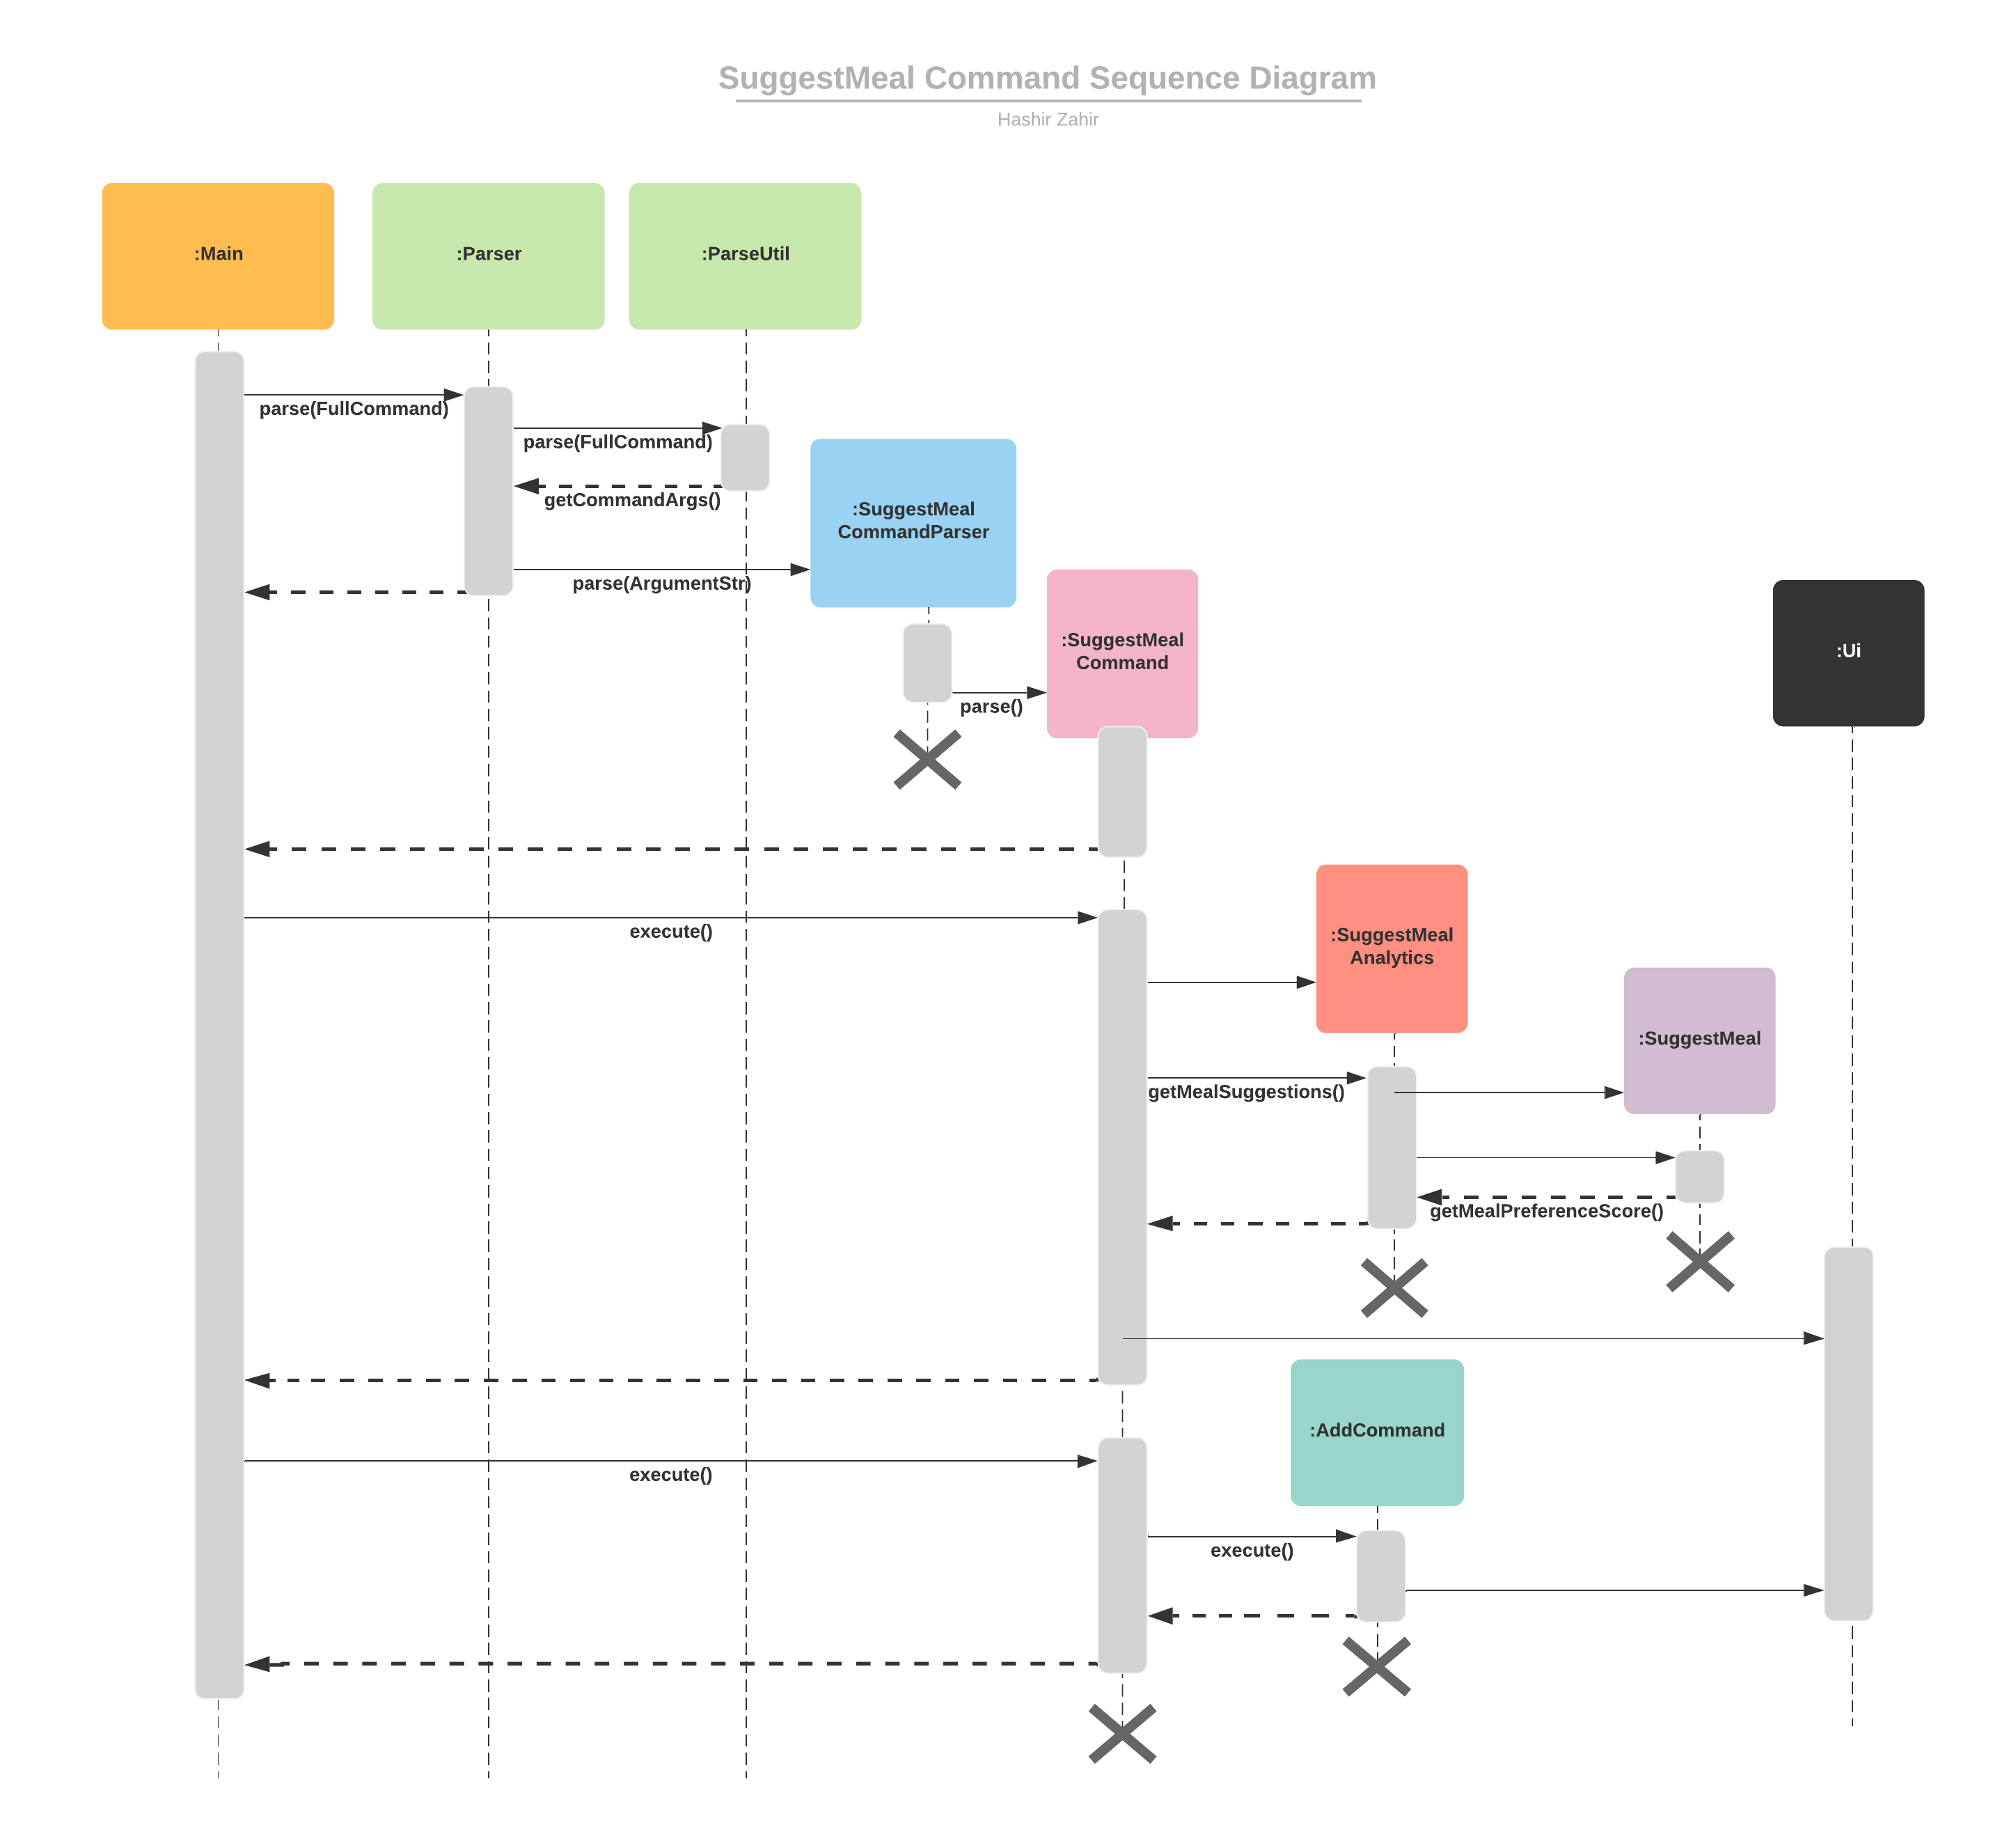 SuggestMeal Command Sequence Diagram
Hashir Zahir
:Main
:Parser
:ParseUtil
parse(FullCommand)
parse(FullCommand)
getCommandArgs()
:SuggestMeal
CommandParser
parse(ArgumentStr)
:SuggestMeal
Command
:Ui
parse()
execute()
:SuggestMeal
Analytics
:SuggestMeal
getMealSuggestions()
getMealPreferenceScore()
:AddCommand
execute()
execute()